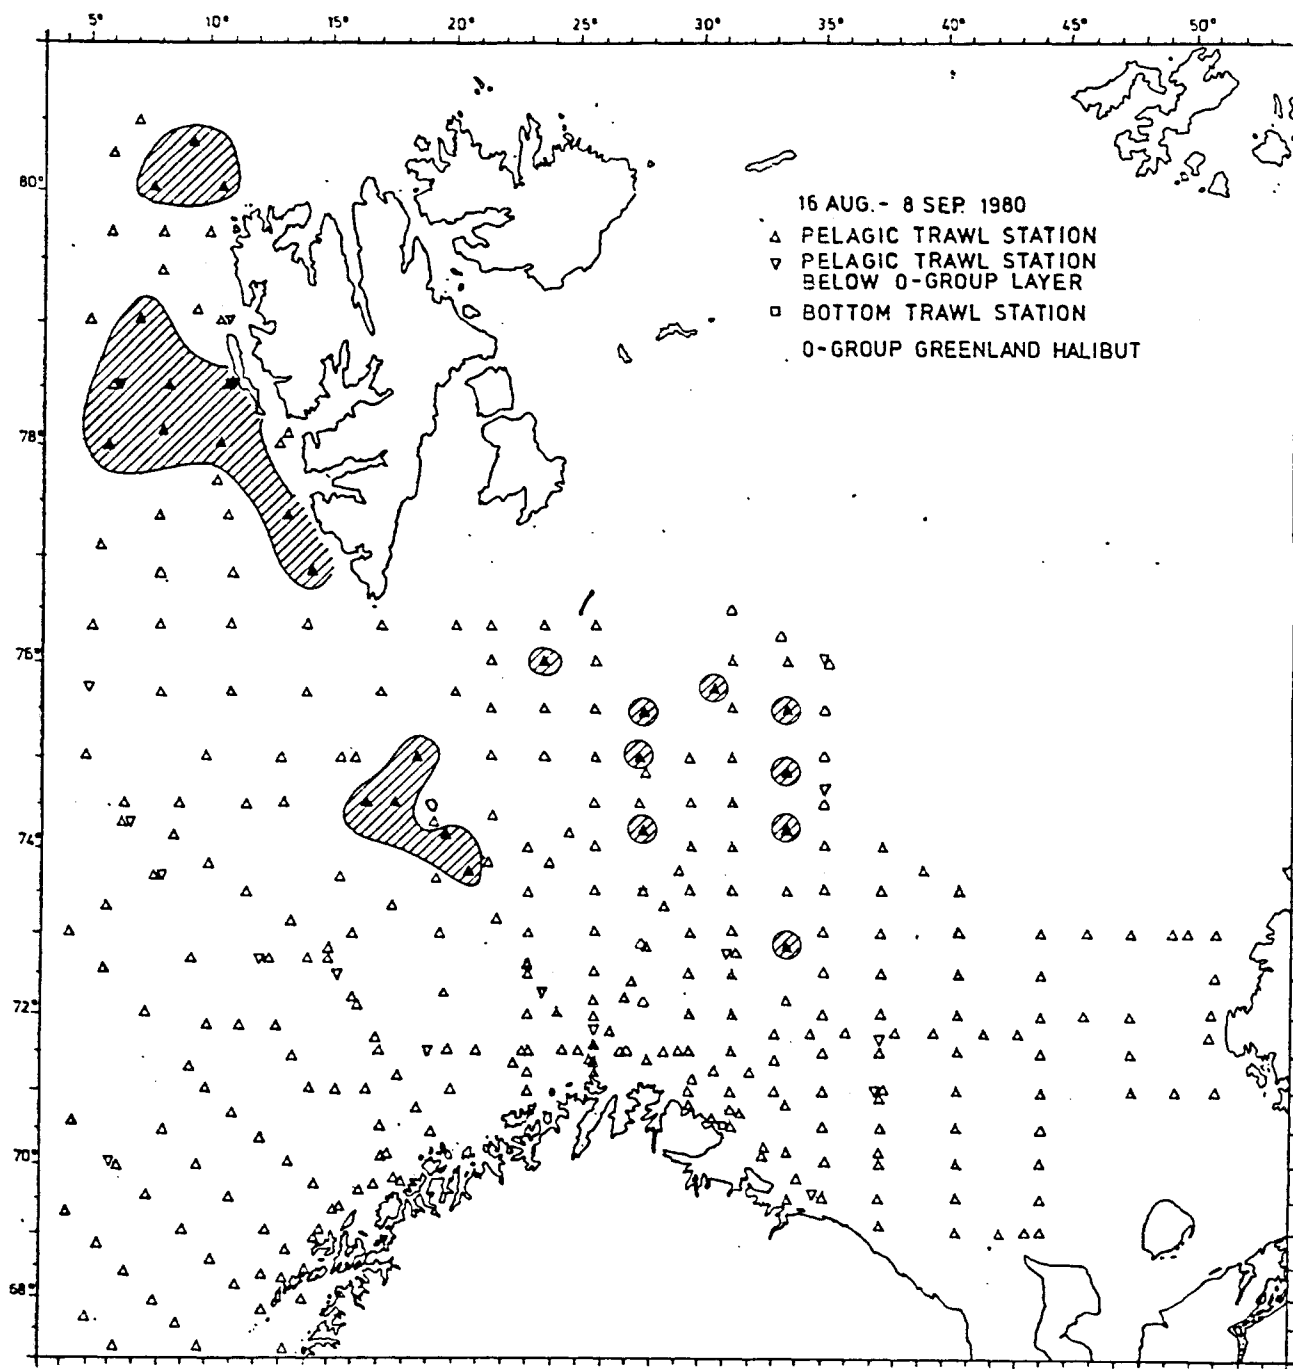 5° 10° 15° 20° 25° 30° 35° 40° 45° 50°
80°
16 AUG.- 8 SEP. 1980
△ PELAGIC TRAWL STATION
▽ PELAGIC TRAWL STATION
BELOW 0-GROUP LAYER
□ BOTTOM TRAWL STATION
0-GROUP GREENLAND HALIBUT
78°
76°
74°
72°
70°
68°